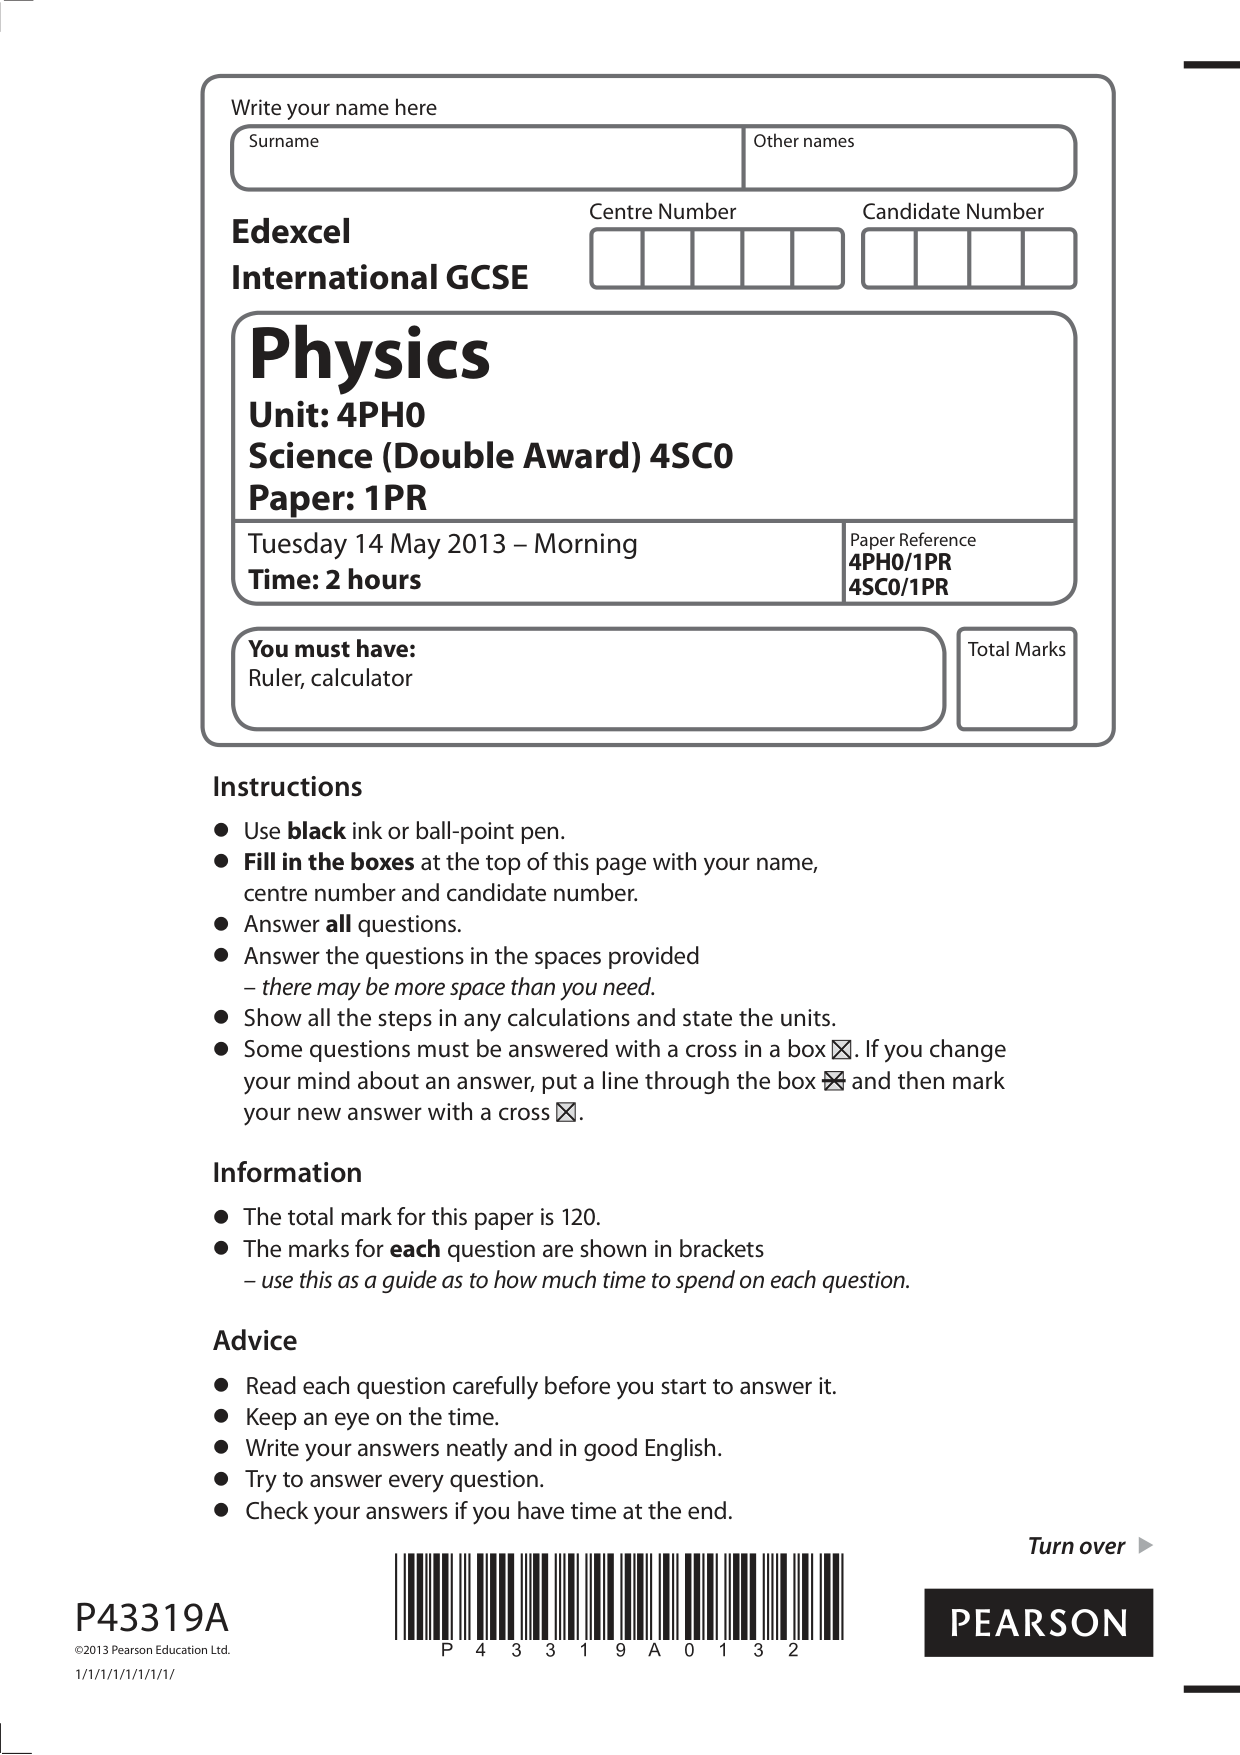 Write your name here
Surname
Other names
Edexcel
International GCSE
Centre Number
Candidate Number
Physics
Unit: 4PH0
Science (Double Award) 4SC0
Paper: 1PR
Tuesday 14 May 2013 – Morning
Time: 2 hours
Paper Reference
4PH0/1PR
4SC0/1PR
You must have:
Ruler, calculator
Total Marks
Instructions
● Use black ink or ball-point pen.
● Fill in the boxes at the top of this page with your name,
centre number and candidate number.
● Answer all questions.
● Answer the questions in the spaces provided
– there may be more space than you need.
● Show all the steps in any calculations and state the units.
● Some questions must be answered with a cross in a box ☒. If you change
your mind about an answer, put a line through the box ☒ and then mark
your new answer with a cross ☒.
Information
● The total mark for this paper is 120.
● The marks for each question are shown in brackets
– use this as a guide as to how much time to spend on each question.
Advice
● Read each question carefully before you start to answer it.
● Keep an eye on the time.
● Write your answers neatly and in good English.
● Try to answer every question.
● Check your answers if you have time at the end.
Turn over
P43319A
©2013 Pearson Education Ltd.
1/1/1/1/1/1/1/1/
P 4 3 3 1 9 A 0 1 3 2
PEARSON